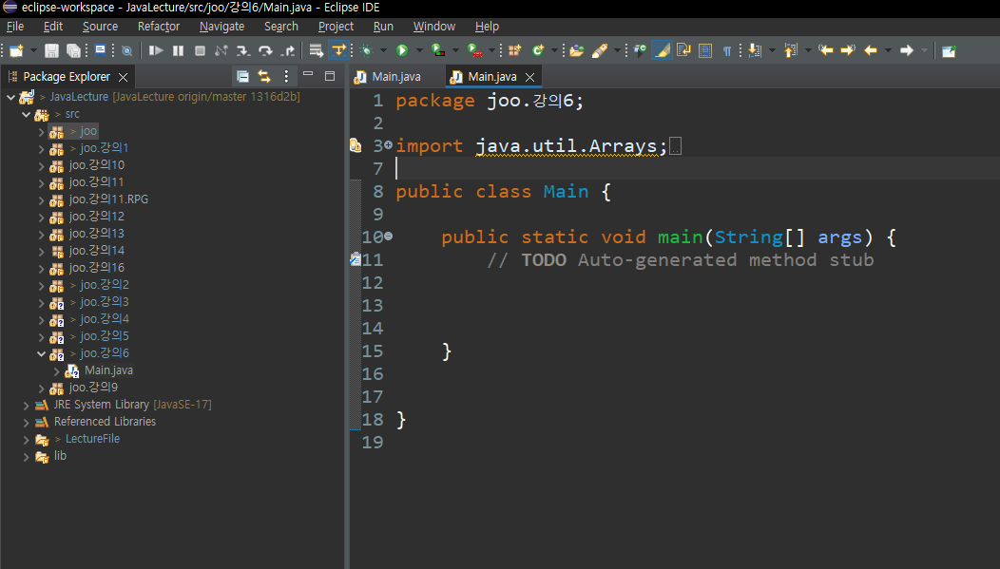 eclipse-workspace - JavaLecture/src/joo/강의6/Main.java - Eclipse IDE
File Edit Source Refactor Navigate Search Project Run Window Help
Package Explorer
> JavaLecture [JavaLecture origin/master 1316d2b]
> src
> joo
> joo.강의1
joo.강의10
joo.강의11
joo.강의11.RPG
joo.강의12
joo.강의13
joo.강의14
joo.강의16
> joo.강의2
> joo.강의3
> joo.강의4
> joo.강의5
> joo.강의6
Main.java
joo.강의9
JRE System Library [JavaSE-17]
Referenced Libraries
> LectureFile
lib
Main.java Main.java
1 package joo.강의6;
2
3 import java.util.Arrays;
7
8 public class Main {
9
10 public static void main(String[] args) {
11 // TODO Auto-generated method stub
12
13
14
15 }
16
17
18 }
19